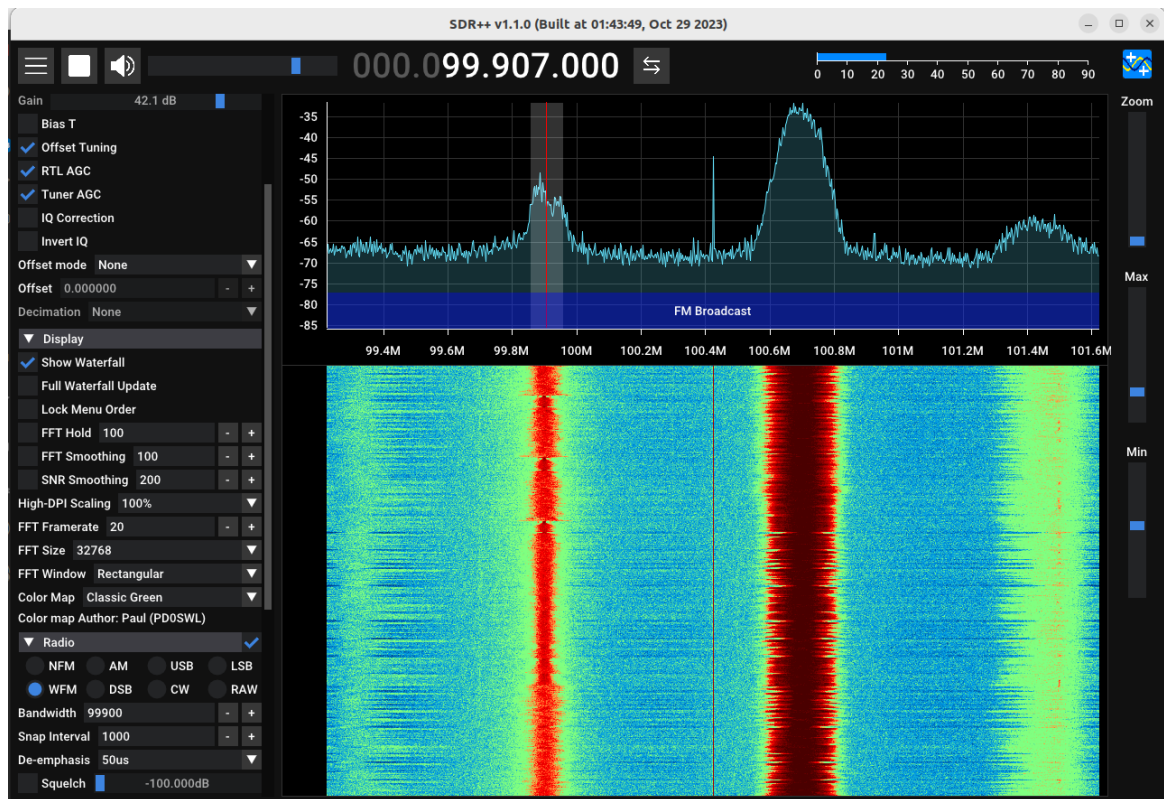 SDR++ v1.1.0 (Built at 01:43:49, Oct 29 2023)
000.099.907.000
0 10 20 30 40 50 60 70 80 90
Gain 42.1 dB
Bias T
Offset Tuning
RTL AGC
Tuner AGC
IQ Correction
Invert IQ
Offset mode None
Offset 0.000000 - +
Decimation None
Display
Show Waterfall
Full Waterfall Update
Lock Menu Order
FFT Hold 100 - +
FFT Smoothing 100 - +
SNR Smoothing 200 - +
High-DPI Scaling 100%
FFT Framerate 20 - +
FFT Size 32768
FFT Window Rectangular
Color Map Classic Green
Color map Author: Paul (PD0SWL)
Radio
NFM AM USB LSB
WFM DSB CW RAW
Bandwidth 99900 - +
Snap Interval 1000 - +
De-emphasis 50us
Squelch -100.000dB
-35
-40
-45
-50
-55
-60
-65
-70
-75
-80
-85
FM Broadcast
99.4M 99.6M 99.8M 100M 100.2M 100.4M 100.6M 100.8M 101M 101.2M 101.4M 101.6M
Zoom
Max
Min